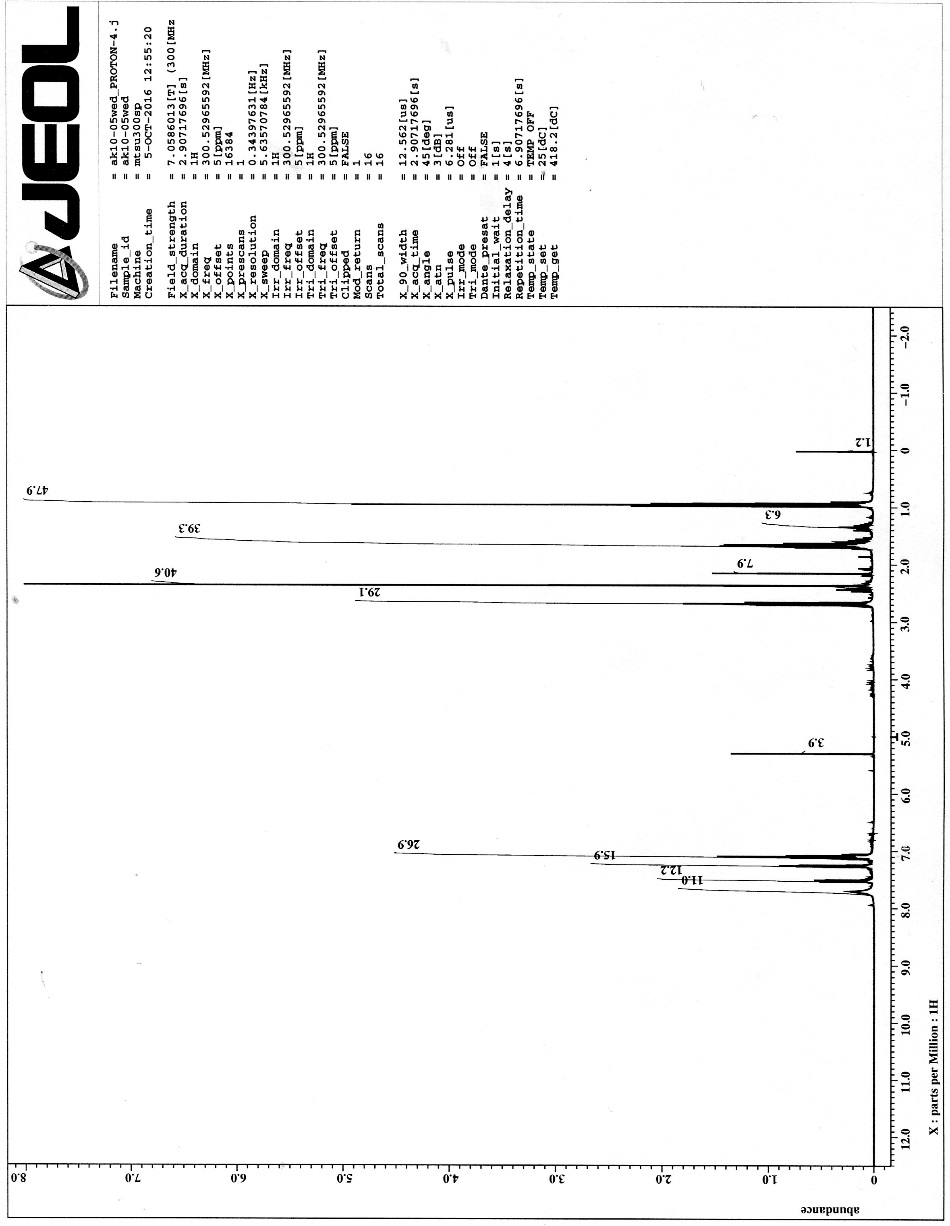 JEOL
Filename = ak10-05wed_PROTON-4.j
Sample_id = ak10-05wed
Machine = mtsu300sp
Creation_time = 5-OCT-2016 12:55:20
Field_strength = 7.0586013[T] (300[MHz
X_acq_duration = 2.90717696[s]
X_domain = 1H
X_freq = 300.52965592[MHz]
X_offset = 5[ppm]
X_points = 16384
X_prescans = 1
X_resolution = 0.34397631[Hz]
X_sweep = 5.63570784[kHz]
Irr_domain = 1H
Irr_freq = 300.52965592[MHz]
Irr_offset = 5[ppm]
Tri_domain = 1H
Tri_freq = 300.52965592[MHz]
Tri_offset = 5[ppm]
Clipped = FALSE
Mod_return = 1
Scans = 16
Total_scans = 16
X_90_width = 12.562[us]
X_acq_time = 2.90717696[s]
X_angle = 45[deg]
X_atn = 3[dB]
X_pulse = 6.281[us]
Irr_mode = Off
Tri_mode = Off
Dante_presat = FALSE
Initial_wait = 1[s]
Relaxation_delay = 4[s]
Repetition_time = 6.90717696[s]
Temp_state = TEMP OFF
Temp_set = 25[dC]
Temp_get = 418.2[dC]
abundance
0 1.0 2.0 3.0 4.0 5.0 6.0 7.0 8.0
11.0
12.2
15.9
26.9
3.9
29.1
40.6
7.9
39.3
6.3
47.9
1.2
12.0 11.0 10.0 9.0 8.0 7.0 6.0 5.0 4.0 3.0 2.0 1.0 0 -1.0 -2.0
X : parts per Million : 1H